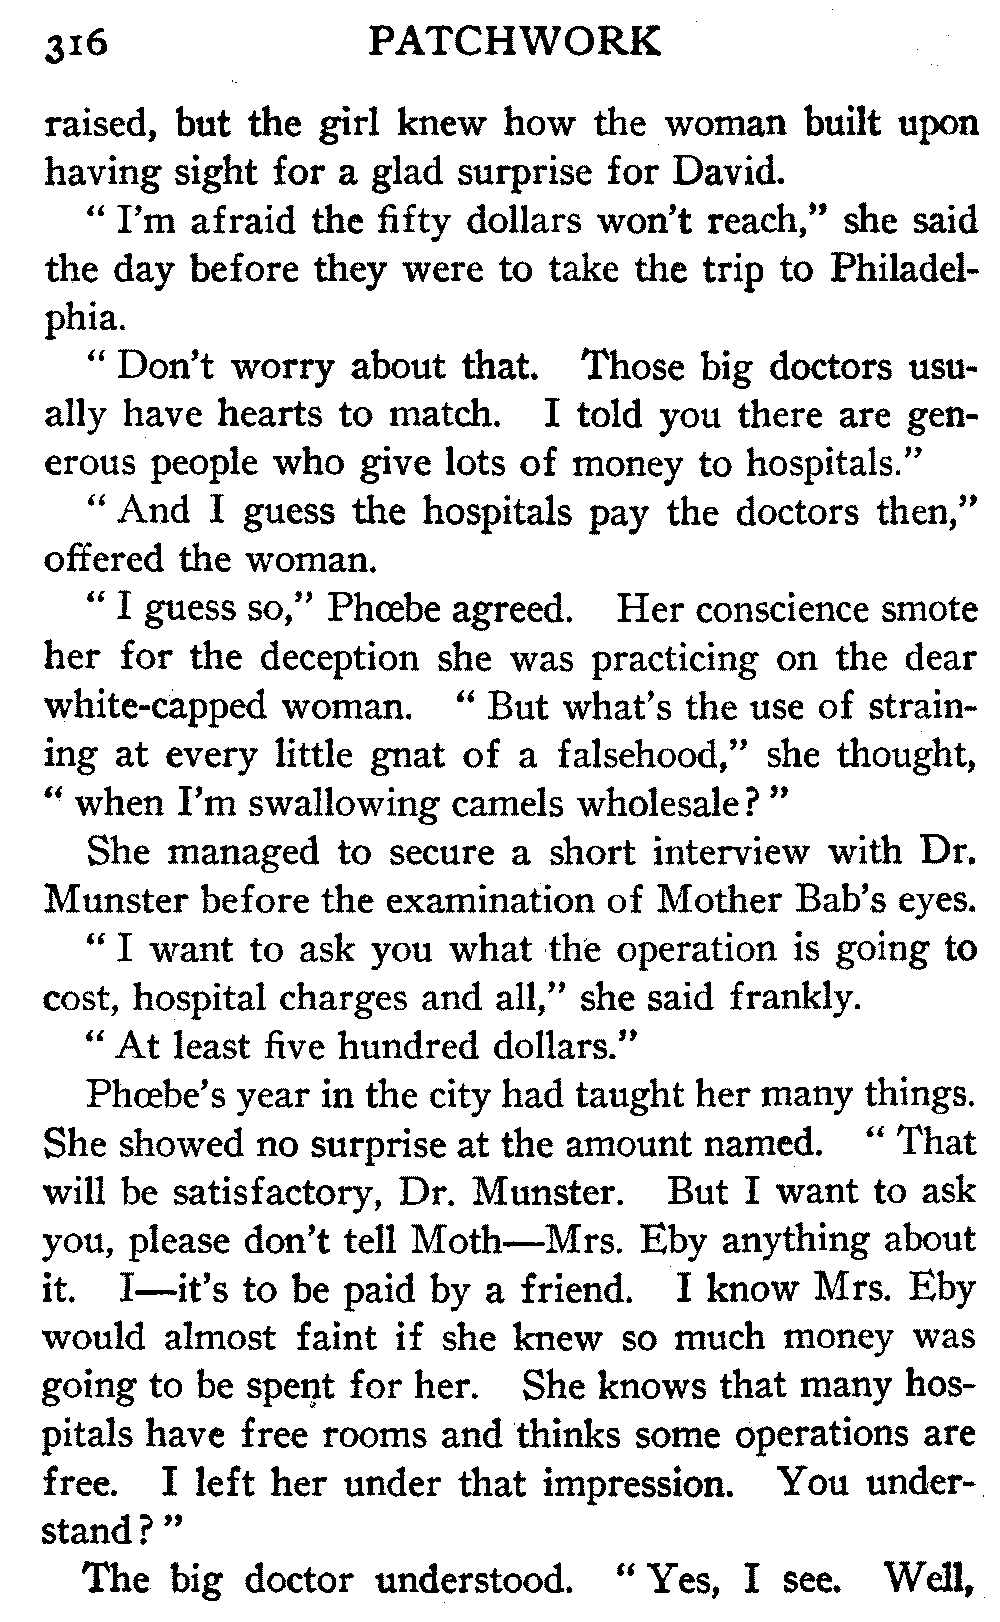 316 PATCHWORK
raised, but the girl knew how the woman built upon
having sight for a glad surprise for David.
“ I’m afraid the fifty dollars won’t reach,” she said
the day before they were to take the trip to Philadel-
phia.
“ Don’t worry about that. Those big doctors usu-
ally have hearts to match. I told you there are gen-
erous people who give lots of money to hospitals.”
“ And I guess the hospitals pay the doctors then,”
offered the woman.
“ I guess so,” Phœbe agreed. Her conscience smote
her for the deception she was practicing on the dear
white-capped woman. “ But what’s the use of strain-
ing at every little gnat of a falsehood,” she thought,
“ when I’m swallowing camels wholesale? ”
She managed to secure a short interview with Dr.
Munster before the examination of Mother Bab’s eyes.
“ I want to ask you what the operation is going to
cost, hospital charges and all,” she said frankly.
“ At least five hundred dollars.”
Phœbe’s year in the city had taught her many things.
She showed no surprise at the amount named. “ That
will be satisfactory, Dr. Munster. But I want to ask
you, please don’t tell Moth—Mrs. Eby anything about
it. I—it’s to be paid by a friend. I know Mrs. Eby
would almost faint if she knew so much money was
going to be spent for her. She knows that many hos-
pitals have free rooms and thinks some operations are
free. I left her under that impression. You under-
stand? ”
The big doctor understood. “ Yes, I see. Well,